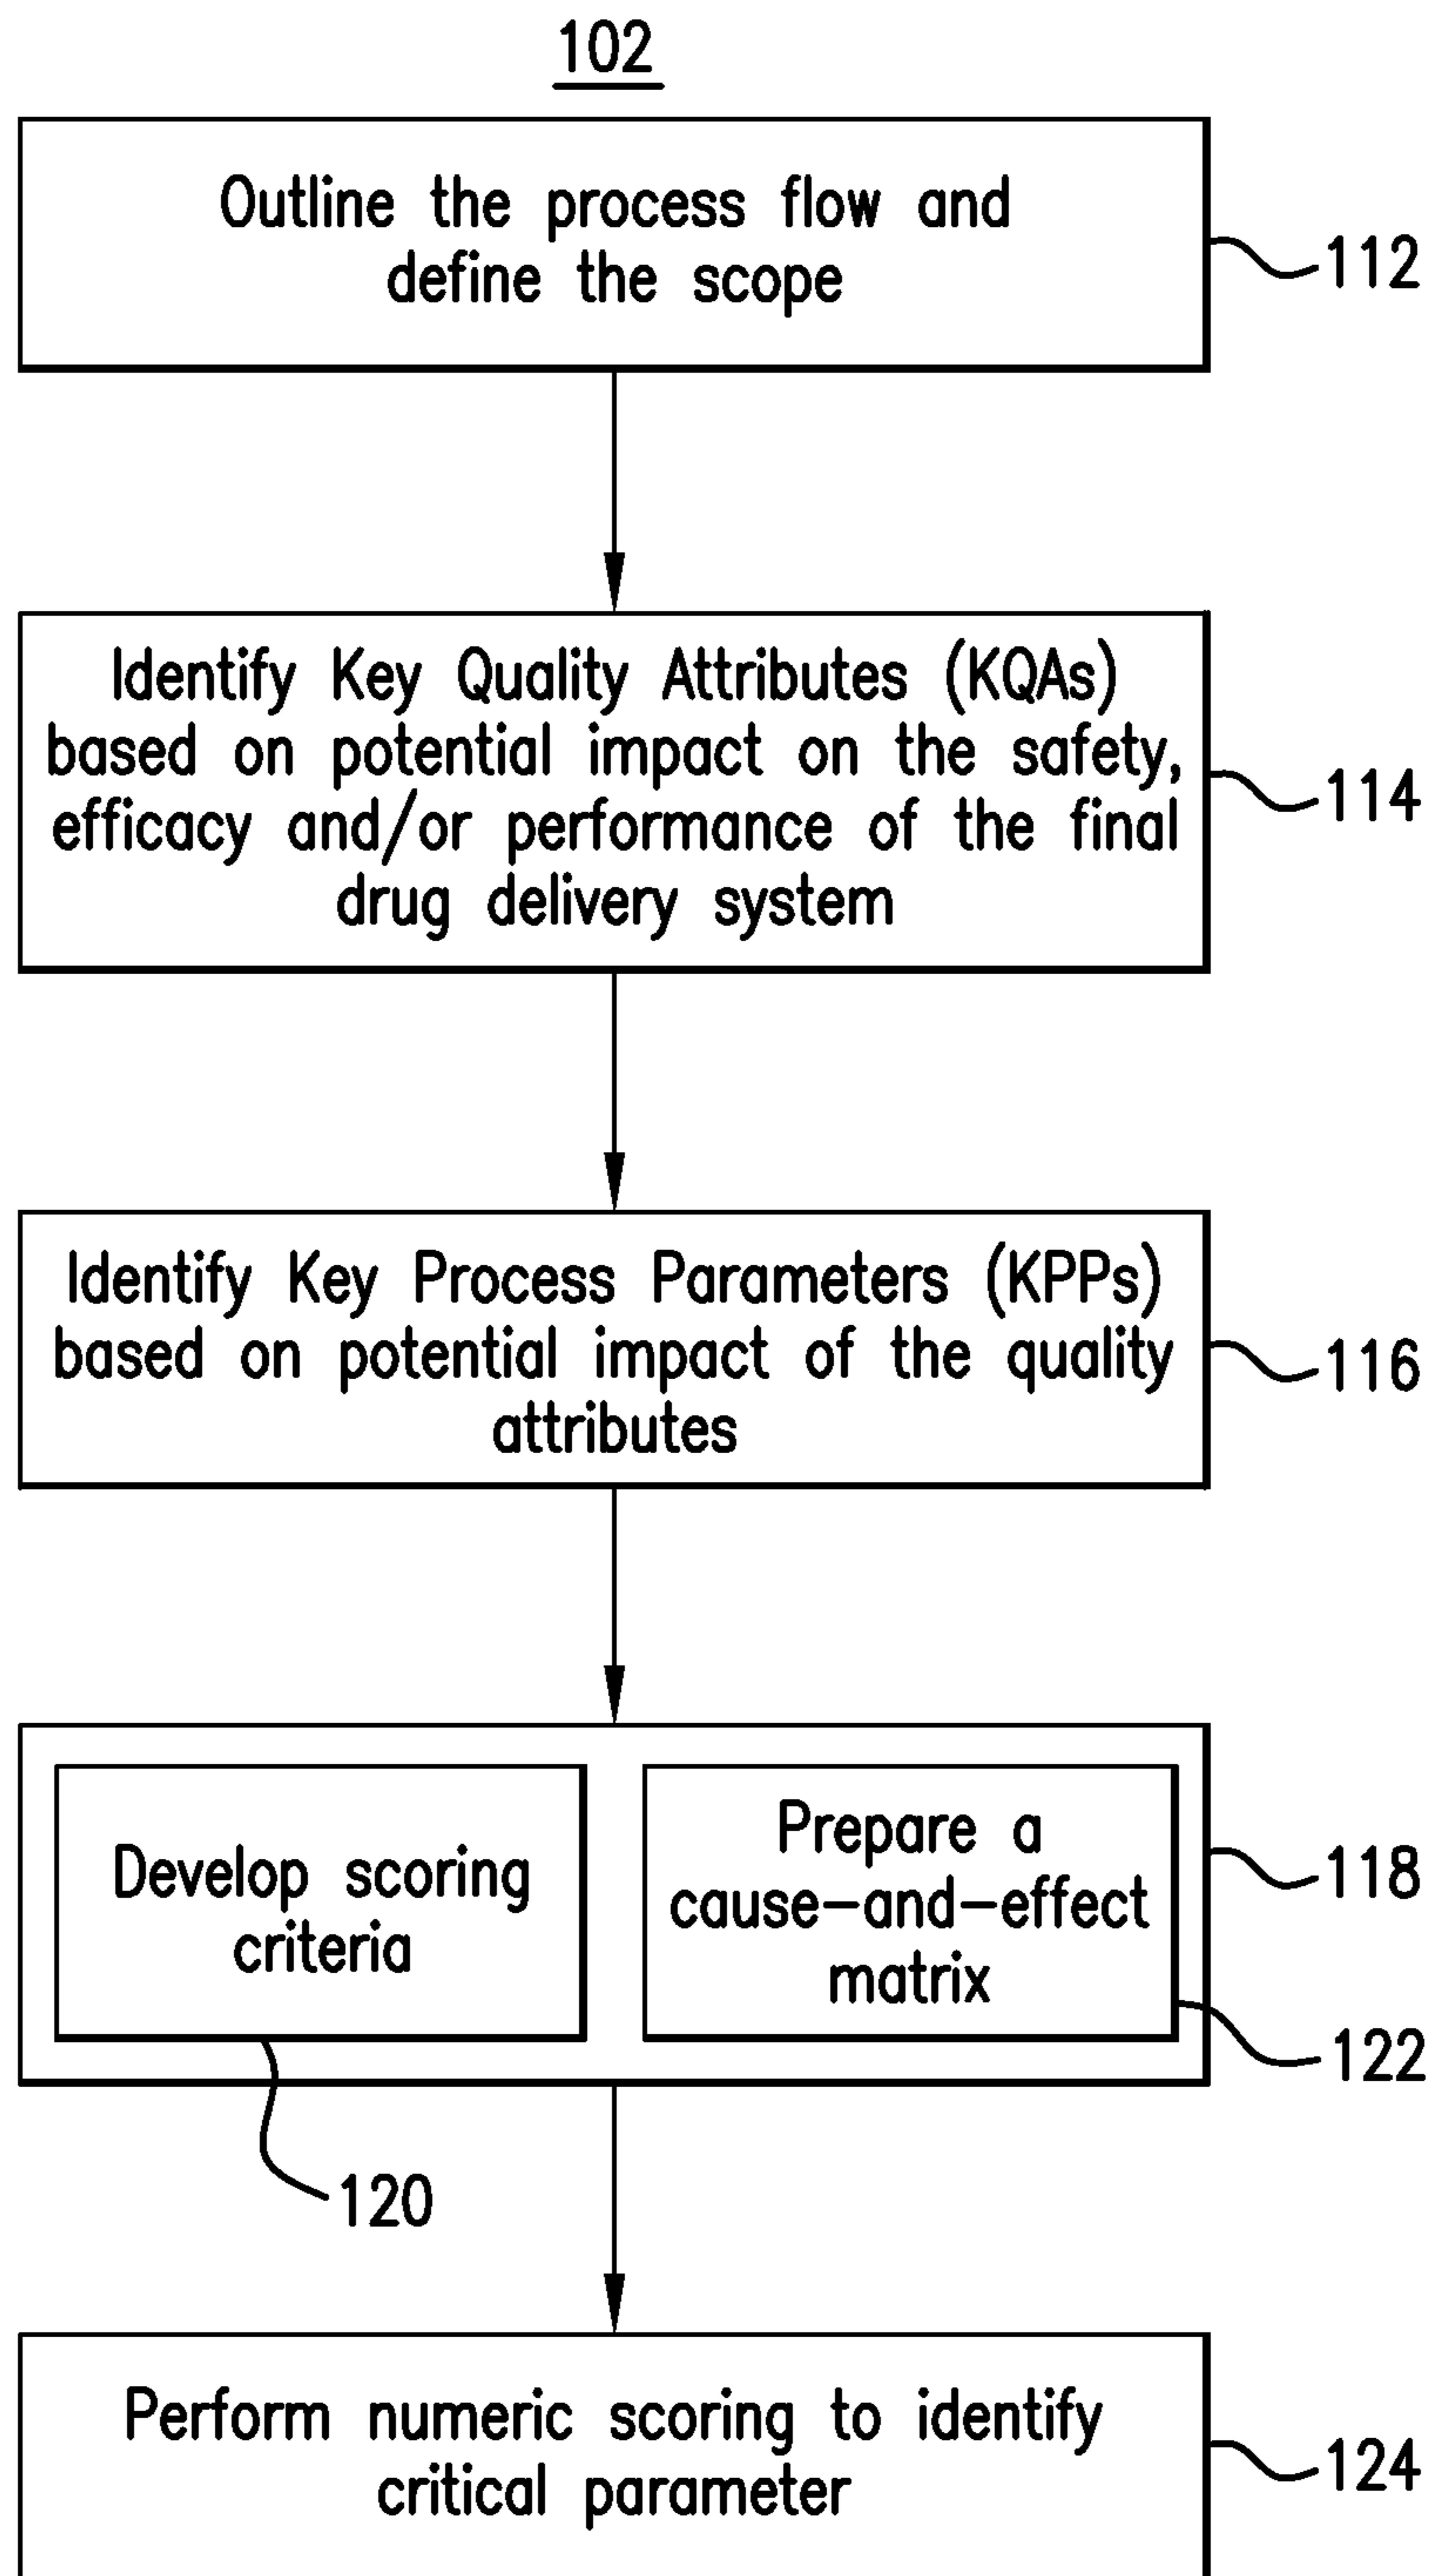 102
Outline the process flow and
define the scope
112
Identify Key Quality Attributes (KQAs)
based on potential impact on the safety,
efficacy and/or performance of the final
drug delivery system
114
Identify Key Process Parameters (KPPs)
based on potential impact of the quality
attributes
116
Develop scoring
criteria
Prepare a
cause-and-effect
matrix
118
122
120
Perform numeric scoring to identify
critical parameter
124